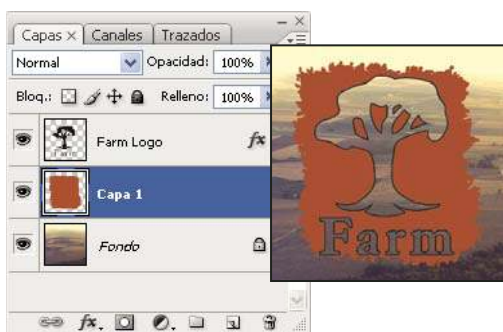 Capas × Canales Trazados
Normal Opacidad: 100%
Bloq.: Relleno: 100%
Farm Logo fx
Capa 1
Fondo
fx.
Farm